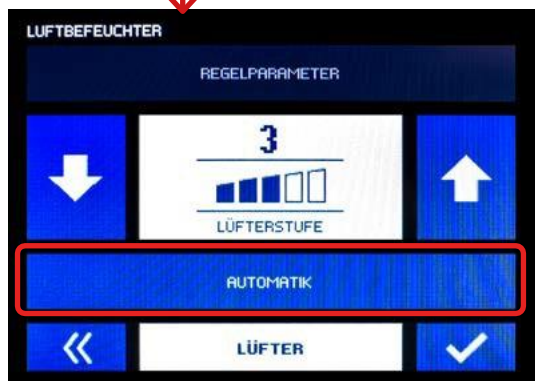 LUFTBEFEUCHTER
REGELPARAMETER
3
LÜFTERSTUFE
AUTOMATIK
LÜFTER